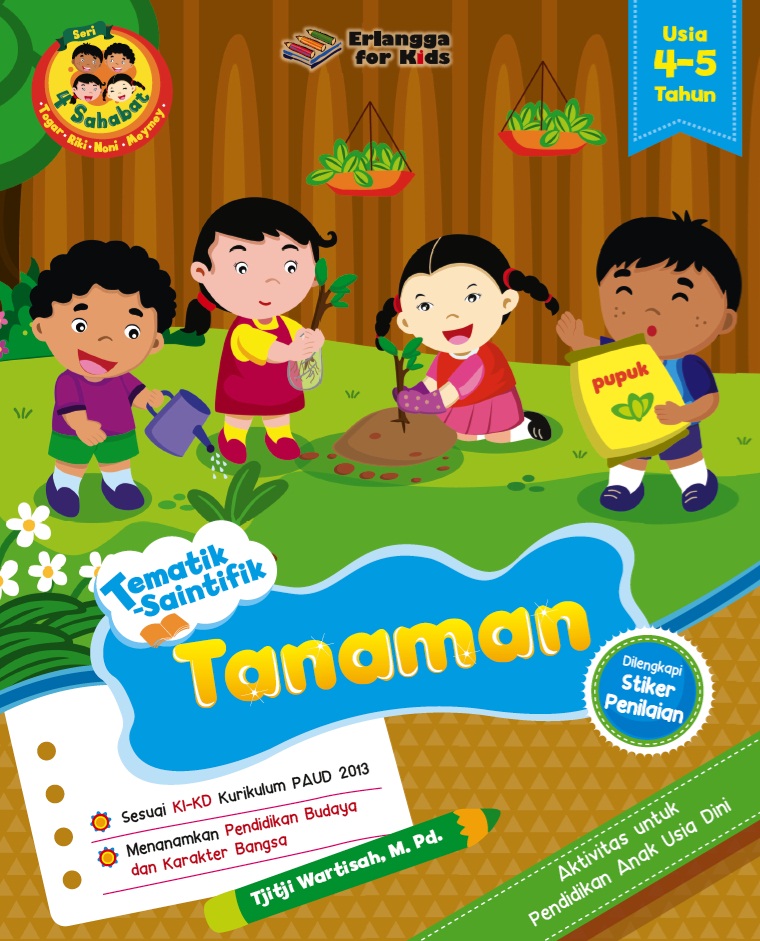 Seri
4 Sahabat
Togar • Riki • Noni • Moymoy
Erlangga
for Kids
Usia
4-5
Tahun
pupuk
Tematik
-Saintifik
Tanaman
Dilengkapi
Stiker
Penilaian
Sesuai KI-KD Kurikulum PAUD 2013
Menanamkan Pendidikan Budaya
dan Karakter Bangsa
Tjitji Wartisah, M. Pd.
Aktivitas untuk
Pendidikan Anak Usia Dini